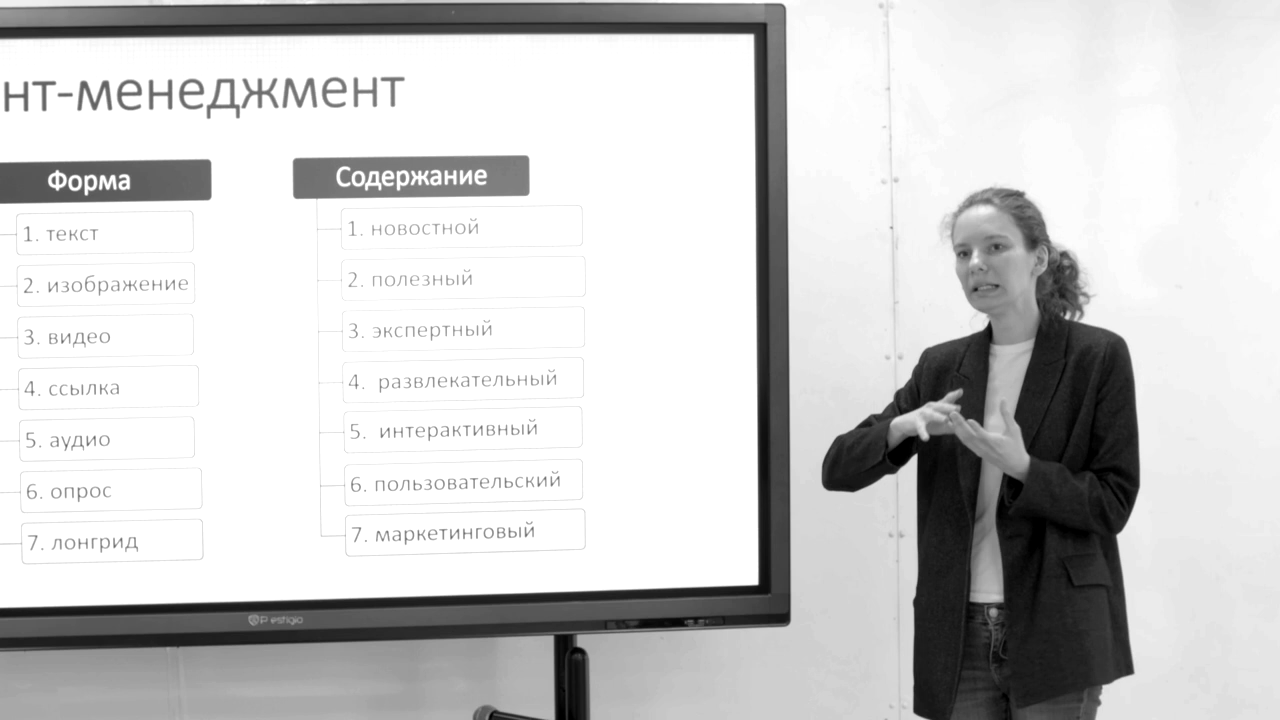 нт-менеджмент
Форма
1. текст
2. изображение
3. видео
4. ссылка
5. аудио
6. опрос
7. лонгрид
Содержание
1. новостной
2. полезный
3. экспертный
4. развлекательный
5. интерактивный
6. пользовательский
7. маркетинговый
Prestigio